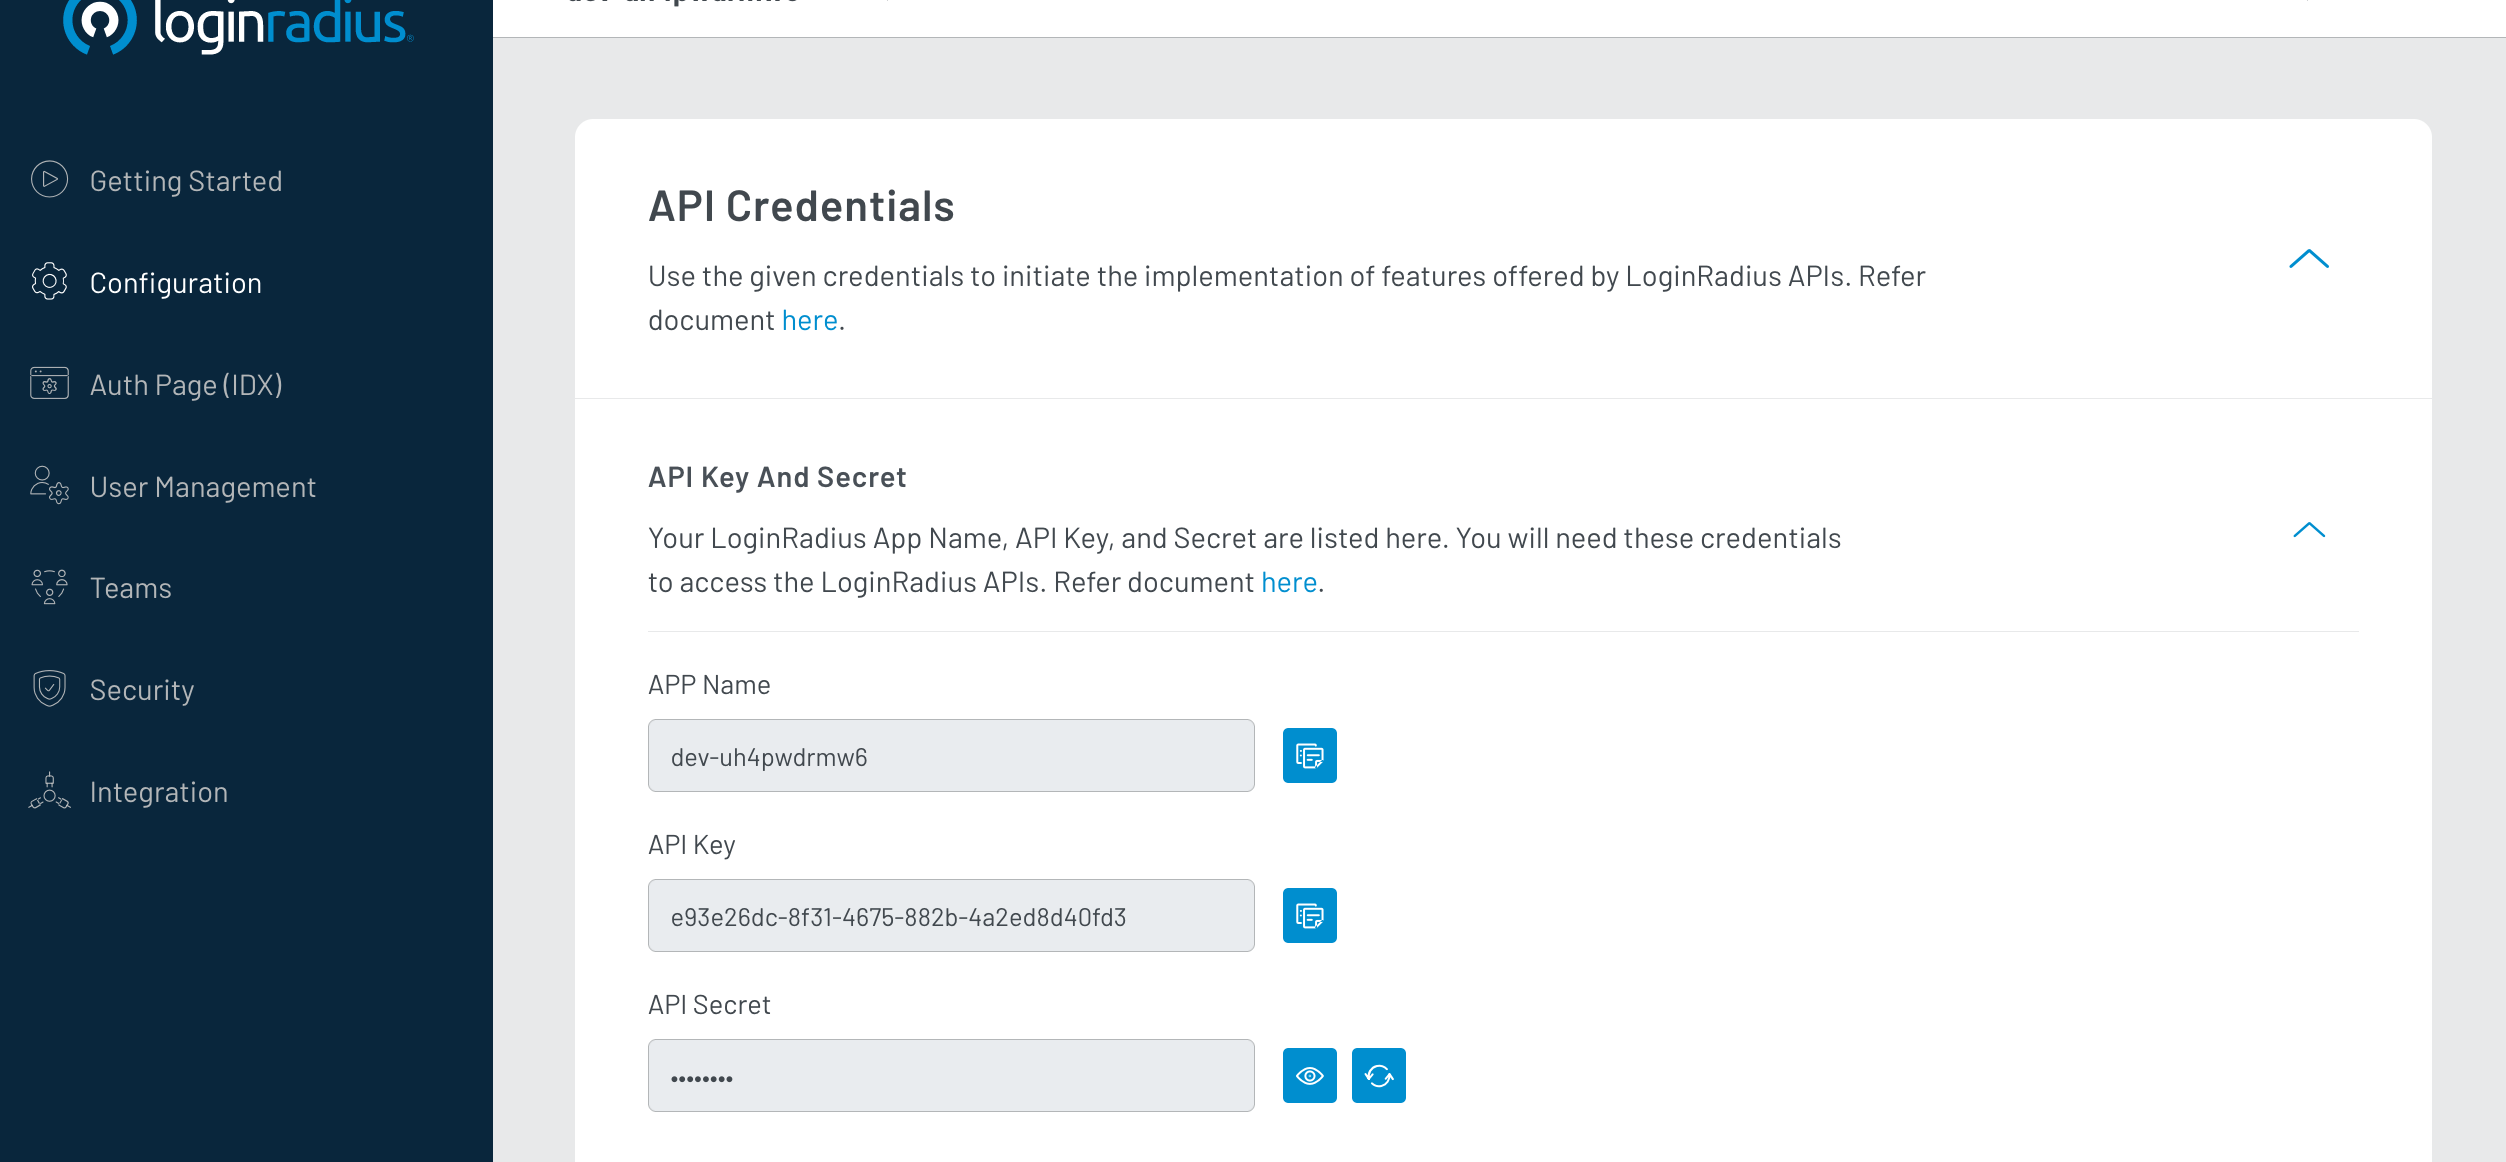 loginradius
Getting Started
Configuration
Auth Page (IDX)
User Management
Teams
Security
Integration
API Credentials
Use the given credentials to initiate the implementation of features offered by LoginRadius APIs. Refer
document here.
API Key And Secret
Your LoginRadius App Name, API Key, and Secret are listed here. You will need these credentials
to access the LoginRadius APIs. Refer document here.
APP Name
dev-uh4pwdrmw6
API Key
e93e26dc-8f31-4675-882b-4a2ed8d40fd3
API Secret
••••••••